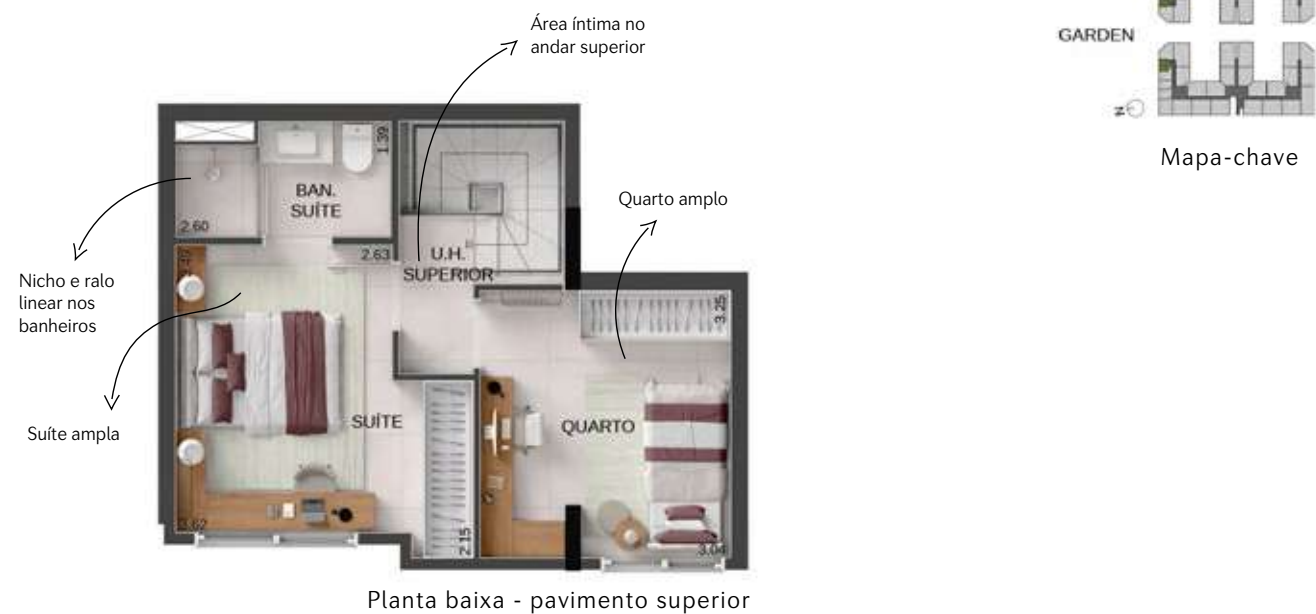 Área íntima no
andar superior
GARDEN
N
Mapa-chave
1.39
BAN.
SUÍTE
2.60
Quarto amplo
2.63
U.H.
SUPERIOR
Nicho e ralo
linear nos
banheiros
3.25
Suíte ampla
SUÍTE
QUARTO
3.62
2.15
3.04
Planta baixa - pavimento superior